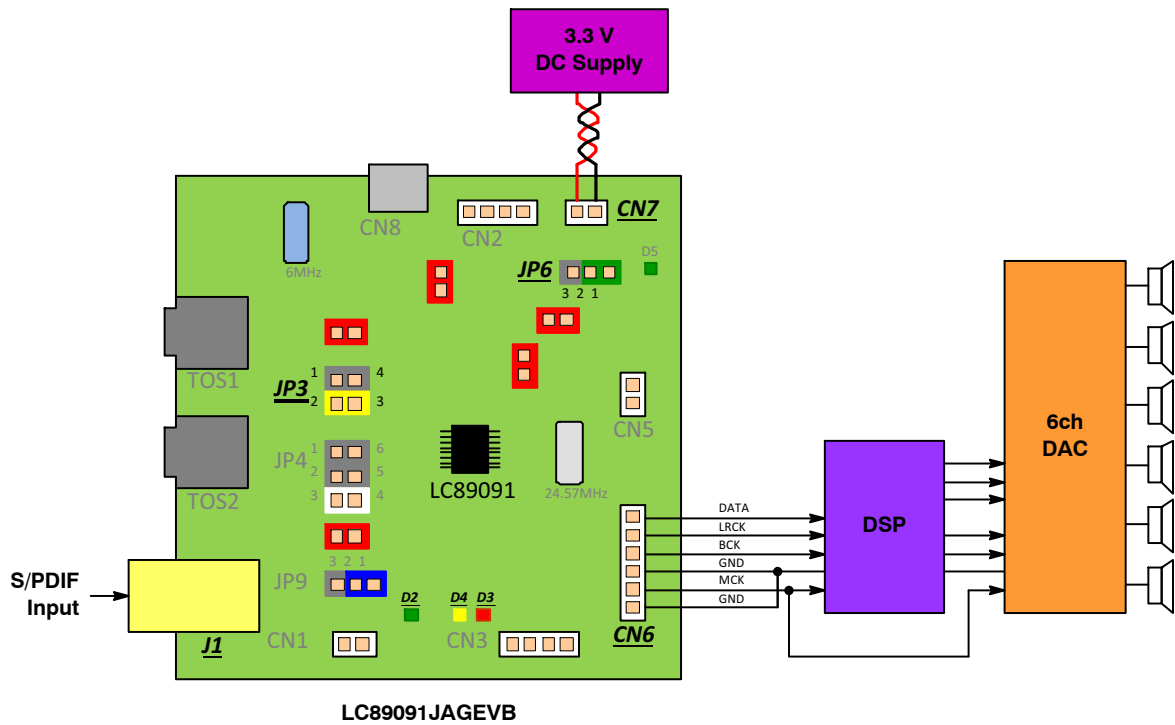 3.3 V
DC Supply
CN8
CN2
CN7
6MHz
JP6
D5
3 2 1
TOS1
1 4
JP3
2 3
CN5
6ch
DAC
JP4
1 6
2 5
3 4
TOS2
LC89091
24.57MHz
DSP
DATA
LRCK
BCK
GND
MCK
GND
3 2 1
JP9
S/PDIF
Input
D2
D4
D3
J1
CN1
CN3
CN6
LC89091JAGEVB